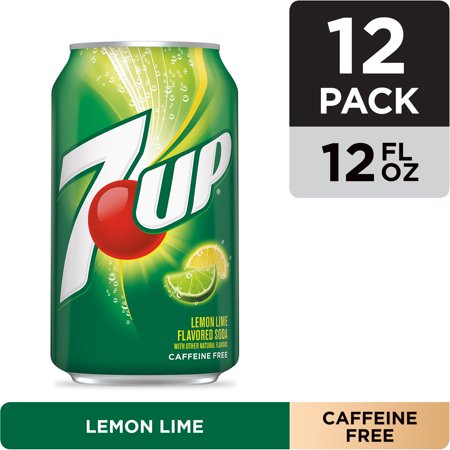 12
PACK
12 FL OZ
7UP®
LEMON LIME
FLAVORED SODA
WITH OTHER NATURAL FLAVORS
CAFFEINE FREE
LEMON LIME
CAFFEINE
FREE